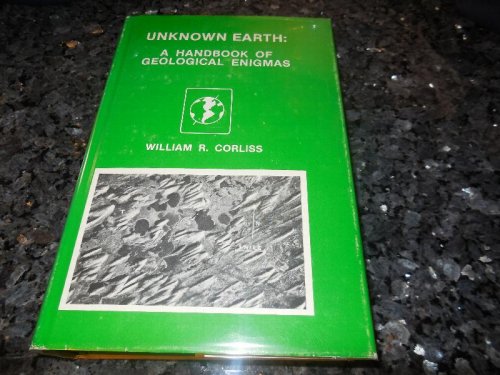 UNKNOWN EARTH:
A HANDBOOK OF
GEOLOGICAL ENIGMAS
WILLIAM R. CORLISS